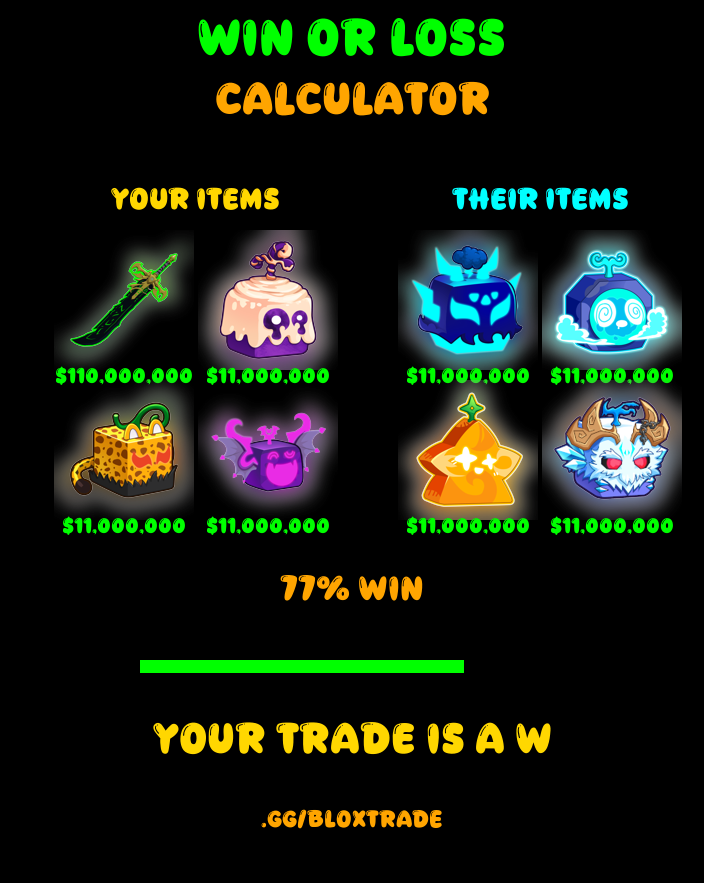 WIN OR LOSS
CALCULATOR
YOUR ITEMS
THEIR ITEMS
$110,000,000 $11,000,000 $11,000,000 $11,000,000
$11,000,000 $11,000,000 $11,000,000 $11,000,000
77% WIN
YOUR TRADE IS A W
.GG/BLOXTRADE